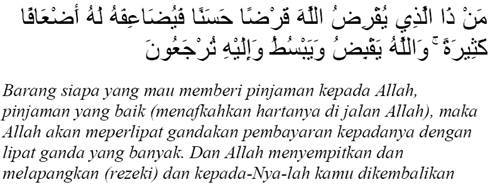 مَنْ ذَا الَّذِي يُقْرِضُ اللَّهَ قَرْضًا حَسَنًا فَيُضَاعِفَهُ لَهُ أَضْعَافًا
كَثِيرَةً ۚ وَاللَّهُ يَقْبِضُ وَيَبْسُطُ وَإِلَيْهِ تُرْجَعُونَ
Barang siapa yang mau memberi pinjaman kepada Allah,
pinjaman yang baik (menafkahkan hartanya di jalan Allah), maka
Allah akan meperlipat gandakan pembayaran kepadanya dengan
lipat ganda yang banyak. Dan Allah menyempitkan dan
melapangkan (rezeki) dan kepada-Nya-lah kamu dikembalikan